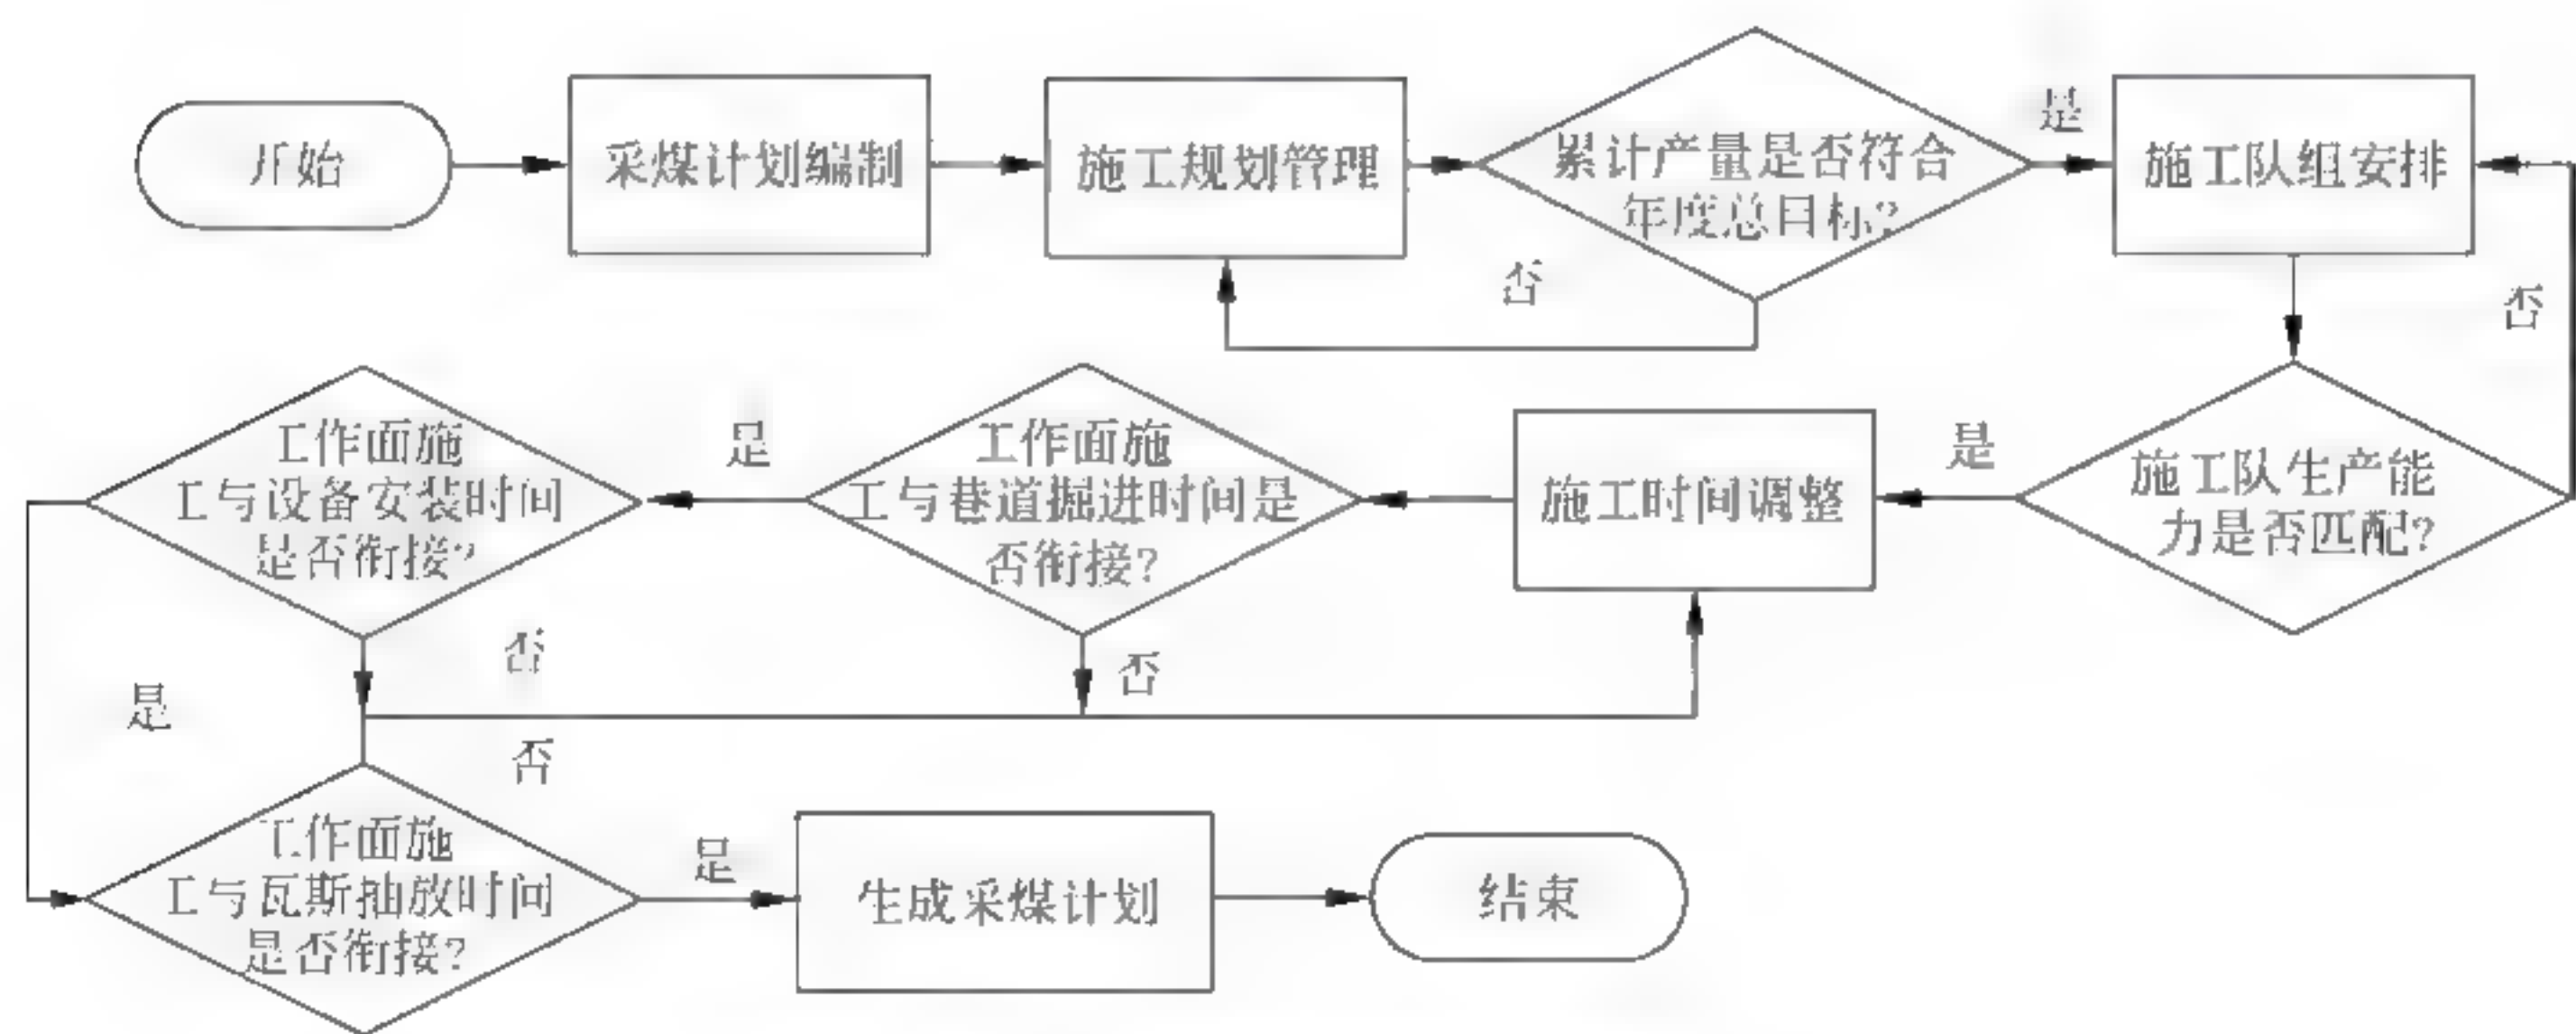 开始
采煤计划编制
施工规划管理
累计产量是否符合
年度总目标?
是
施工队组安排
否
否
施工队生产能
力是否匹配?
是
施工时间调整
工作面施
工与巷道掘进时间是
否衔接?
是
工作面施
工与设备安装时间
是否衔接?
否
否
是
否
工作面施
工与瓦斯抽放时间
是否衔接?
是
生成采煤计划
结束